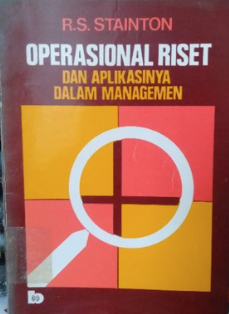 R.S. STAINTON
OPERASIONAL RISET
DAN APLIKASINYA
DALAM MANAGEMEN